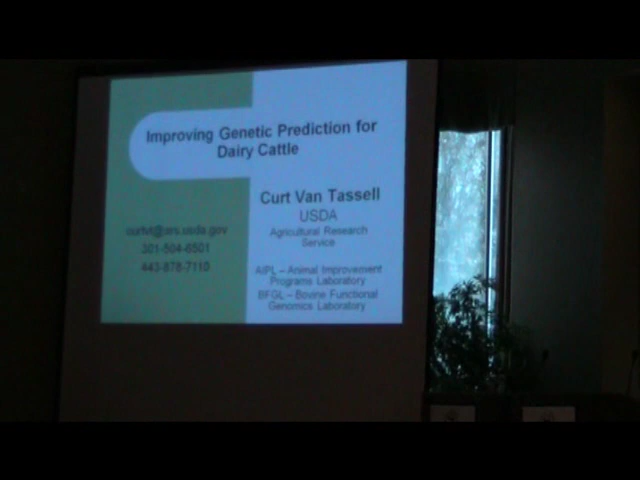 Improving Genetic Prediction for
Dairy Cattle
Curt Van Tassell
USDA
Agricultural Research
Service
curtvt@ars.usda.gov
301-504-6501
443-878-7110
AIPL – Animal Improvement
Programs Laboratory
BFGL – Bovine Functional
Genomics Laboratory